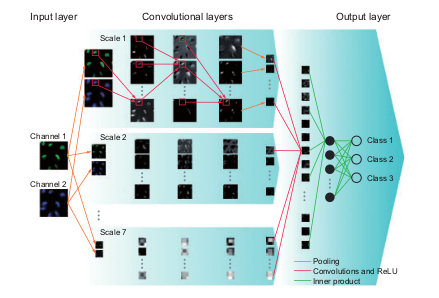 Input layer
Convolutional layers
Output layer
Scale 1
Channel 1
Channel 2
Scale 2
Scale 7
Class 1
Class 2
Class 3
Pooling
Convolutions and ReLU
Inner product